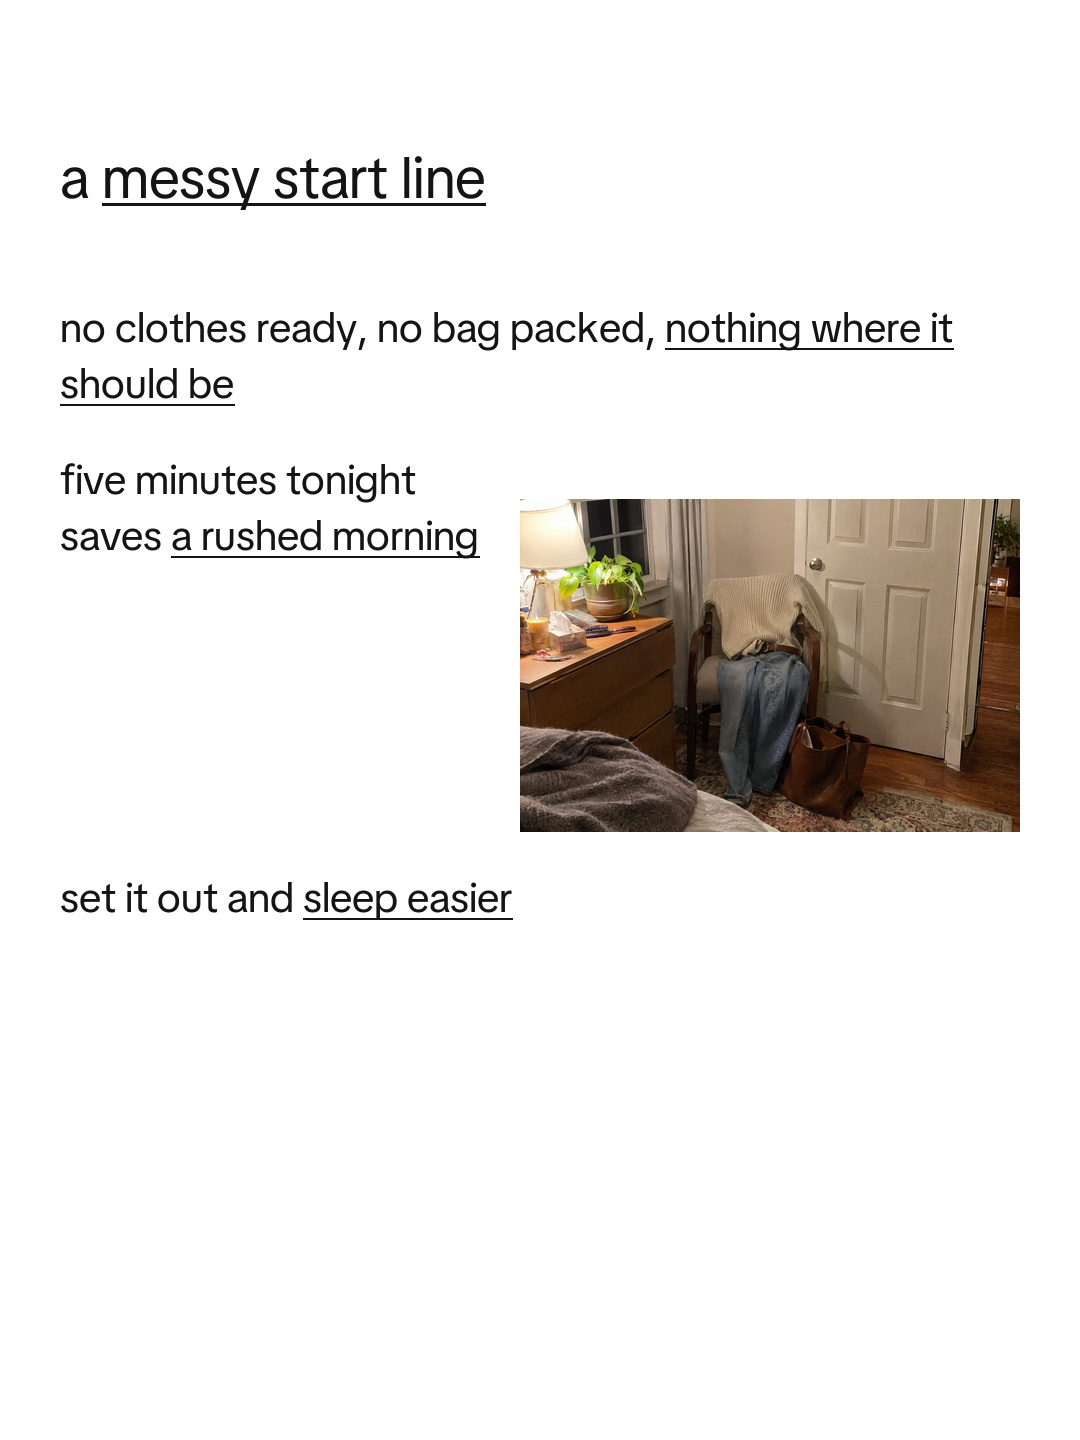 a messy start line
no clothes ready, no bag packed, nothing where it
should be
five minutes tonight
saves a rushed morning
set it out and sleep easier